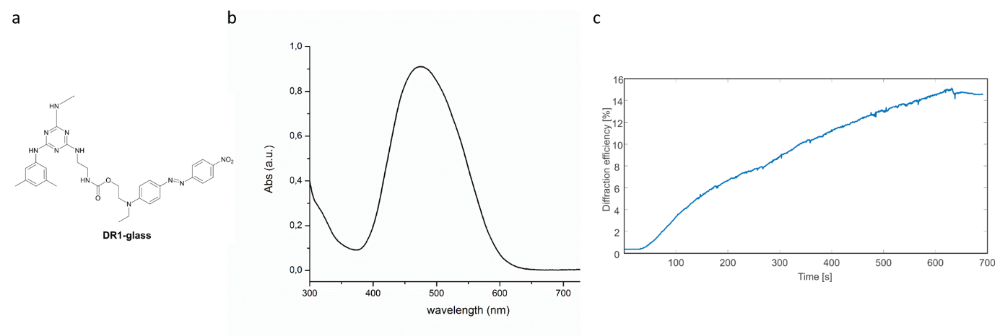 a
HN
N
N
HN
N
NH
HN
O
O
N
N
N
NO2
DR1-glass
b
1,0
0,8
0,6
0,4
0,2
0,0
Abs (a.u.)
300
400
500
600
700
wavelength (nm)
c
16
14
12
10
8
6
4
2
0
Diffraction efficiency [%]
100
200
300
400
500
600
700
Time [s]